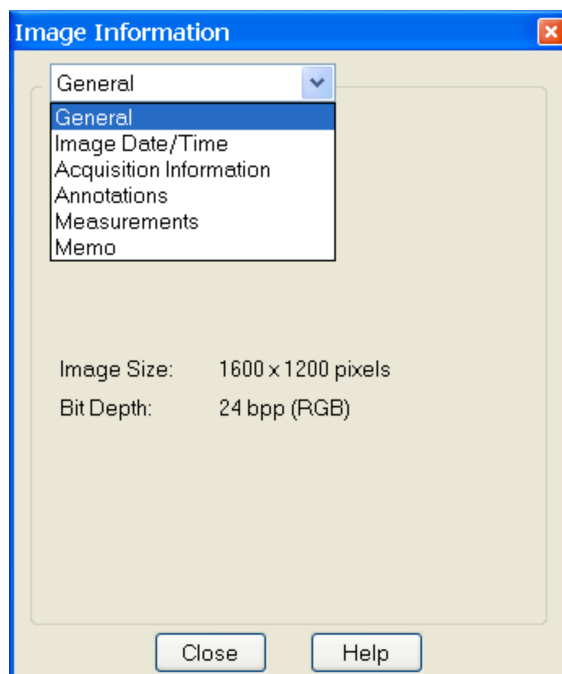 Image Information
General
General
Image Date/Time
Acquisition Information
Annotations
Measurements
Memo
Image Size: 1600 x 1200 pixels
Bit Depth: 24 bpp (RGB)
Close Help